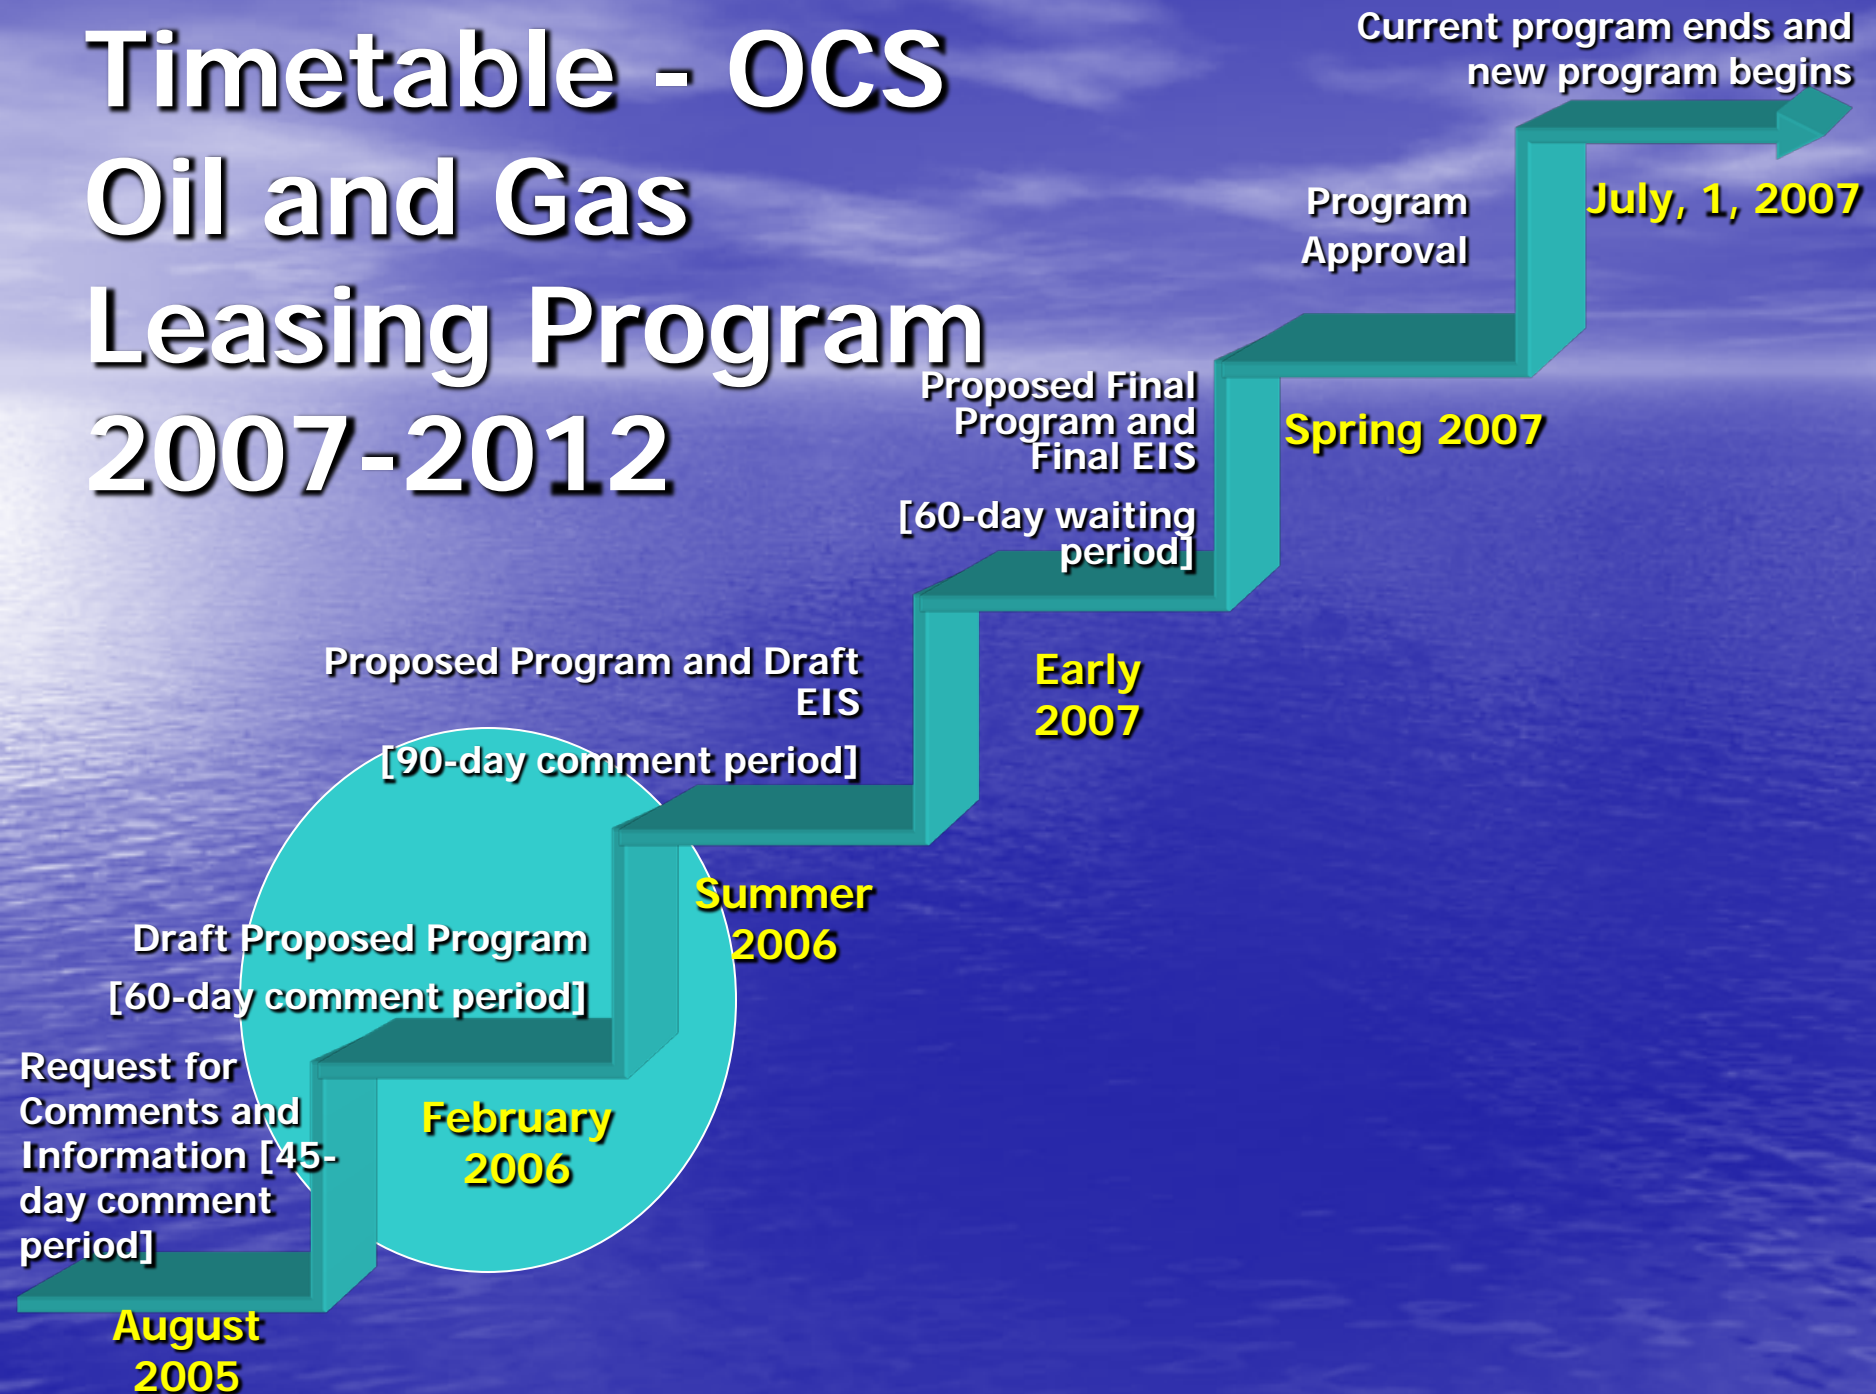 Timetable - OCS
Oil and Gas
Leasing Program
2007-2012
Current program ends and
new program begins
July, 1, 2007
Program
Approval
Spring 2007
Proposed Final
Program and
Final EIS
[60-day waiting
period]
Early
2007
Proposed Program and Draft
EIS
[90-day comment period]
Summer
2006
Draft Proposed Program
[60-day comment period]
February
2006
Request for
Comments and
Information [45-
day comment
period]
August
2005